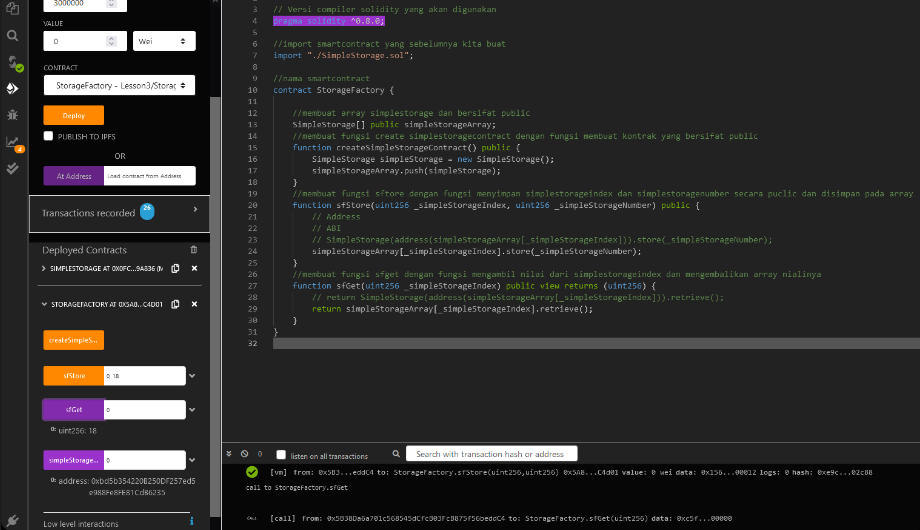 3000000
VALUE
0
Wei
CONTRACT
StorageFactory - Lesson3/Storag
Deploy
PUBLISH TO IPFS
OR
At Address
Load contract from Address
Transactions recorded
26
Deployed Contracts
SIMPLESTORAGE AT 0X0FC...9A836 (M
STORAGEFACTORY AT 0X5A8...C4D01
createSimpleS...
sfStore
0, 18
sfGet
0
0: uint256: 18
simpleStorage...
0
0: address: 0xbd5b354220B250DF257ed5
e988Fe8FE81Cd86235
Low level interactions
i
4
3 // Versi compiler solidity yang akan digunakan
4 pragma solidity ^0.8.0;
5
6 //import smartcontract yang sebelumnya kita buat
7 import "./SimpleStorage.sol";
8
9 //nama smartcontract
10 contract StorageFactory {
11
12 //membuat array simplestorage dan bersifat public
13 SimpleStorage[] public simpleStorageArray;
14 //membuat fungsi create simplestoragecontract dengan fungsi membuat kontrak yang bersifat public
15 function createSimpleStorageContract() public {
16 SimpleStorage simpleStorage = new SimpleStorage();
17 simpleStorageArray.push(simpleStorage);
18 }
19 //membuat fungsi sftore dengan fungsi menyimpan simplestorageindex dan simplestoragenumber secara puclic dan disimpan pada array
20 function sfStore(uint256 _simpleStorageIndex, uint256 _simpleStorageNumber) public {
21 // Address
22 // ABI
23 // SimpleStorage(address(simpleStorageArray[_simpleStorageIndex])).store(_simpleStorageNumber);
24 simpleStorageArray[_simpleStorageIndex].store(_simpleStorageNumber);
25 }
26 //membuat fungsi sfget dengan fungsi mengambil nilai dari simplestorageindex dan mengembalikan array nialinya
27 function sfGet(uint256 _simpleStorageIndex) public view returns (uint256) {
28 // return SimpleStorage(address(simpleStorageArray[_simpleStorageIndex])).retrieve();
29 return simpleStorageArray[_simpleStorageIndex].retrieve();
30 }
31 }
32
0
listen on all transactions
Search with transaction hash or address
[vm] from: 0x5B3...eddC4 to: StorageFactory.sfStore(uint256,uint256) 0x5A8...C4d01 value: 0 wei data: 0x156...00012 logs: 0 hash: 0xe9c...02c88
call to StorageFactory.sfGet
CALL [call] from: 0x5B38Da6a701c568545dCfcB03FcB875f56beddC4 to: StorageFactory.sfGet(uint256) data: 0xc5f...00000